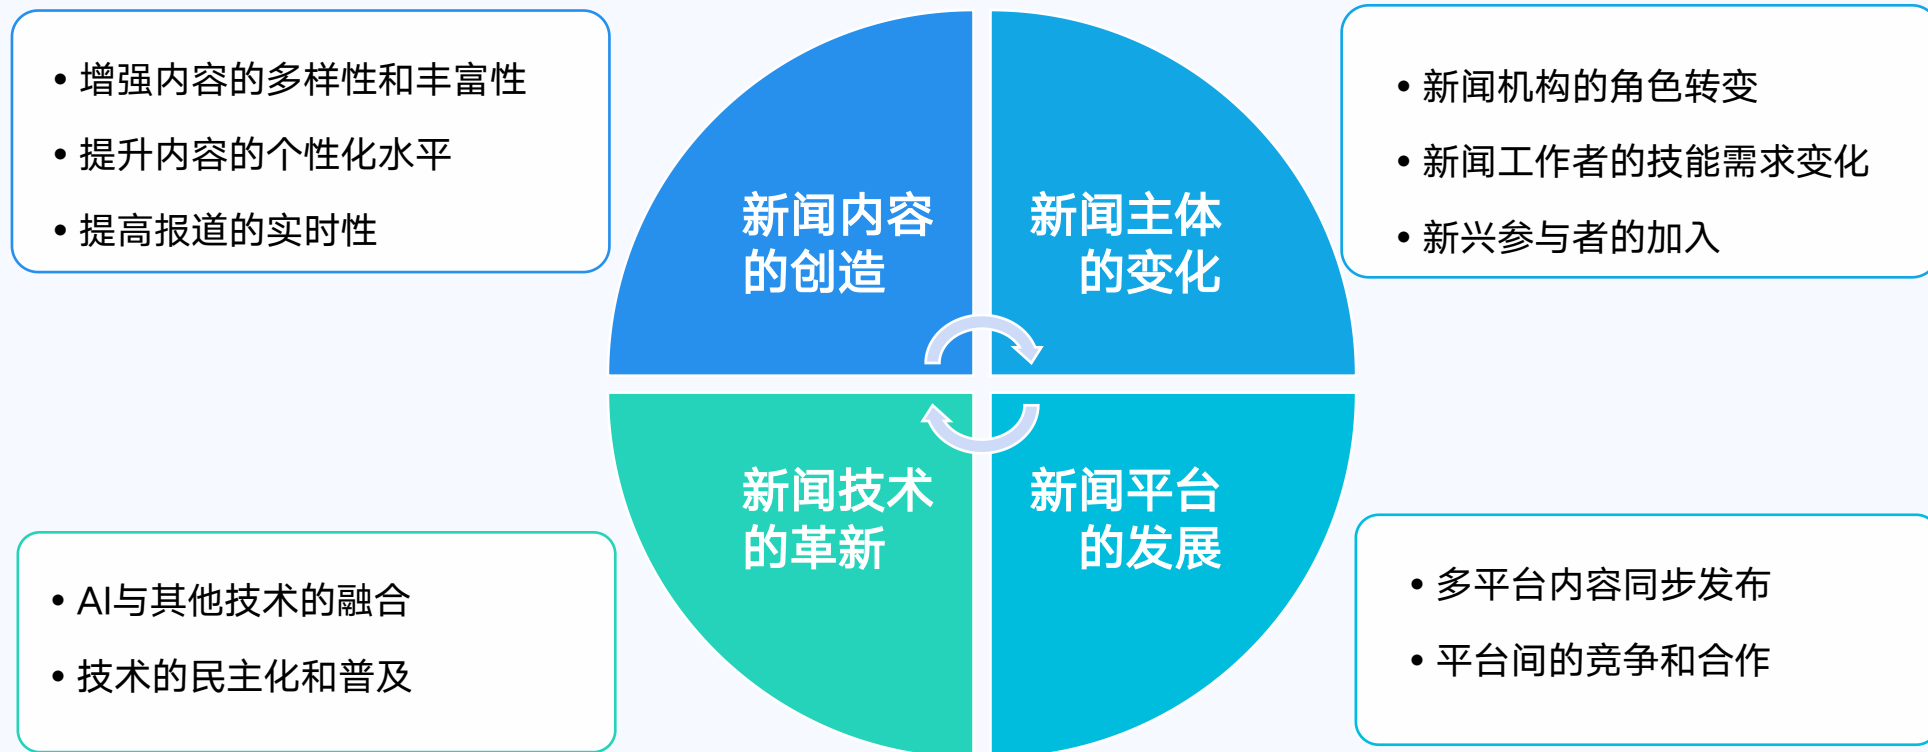 • 增强内容的多样性和丰富性
• 提升内容的个性化水平
• 提高报道的实时性
新闻内容
的创造
新闻主体
的变化
• 新闻机构的角色转变
• 新闻工作者的技能需求变化
• 新兴参与者的加入
新闻技术
的革新
新闻平台
的发展
• AI与其他技术的融合
• 技术的民主化和普及
• 多平台内容同步发布
• 平台间的竞争和合作